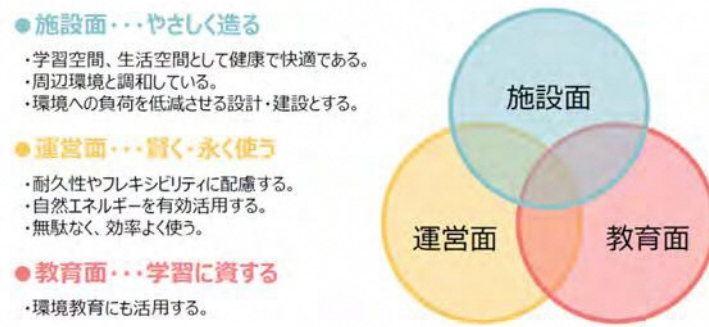 ●施設面・・・やさしく造る
・学習空間、生活空間として健康で快適である。
・周辺環境と調和している。
・環境への負荷を低減させる設計・建設とする。
●運営面・・・賢く・永く使う
・耐久性やフレキシビリティに配慮する。
・自然エネルギーを有効活用する。
・無駄なく、効率よく使う。
●教育面・・・学習に資する
・環境教育にも活用する。
施設面
運営面
教育面